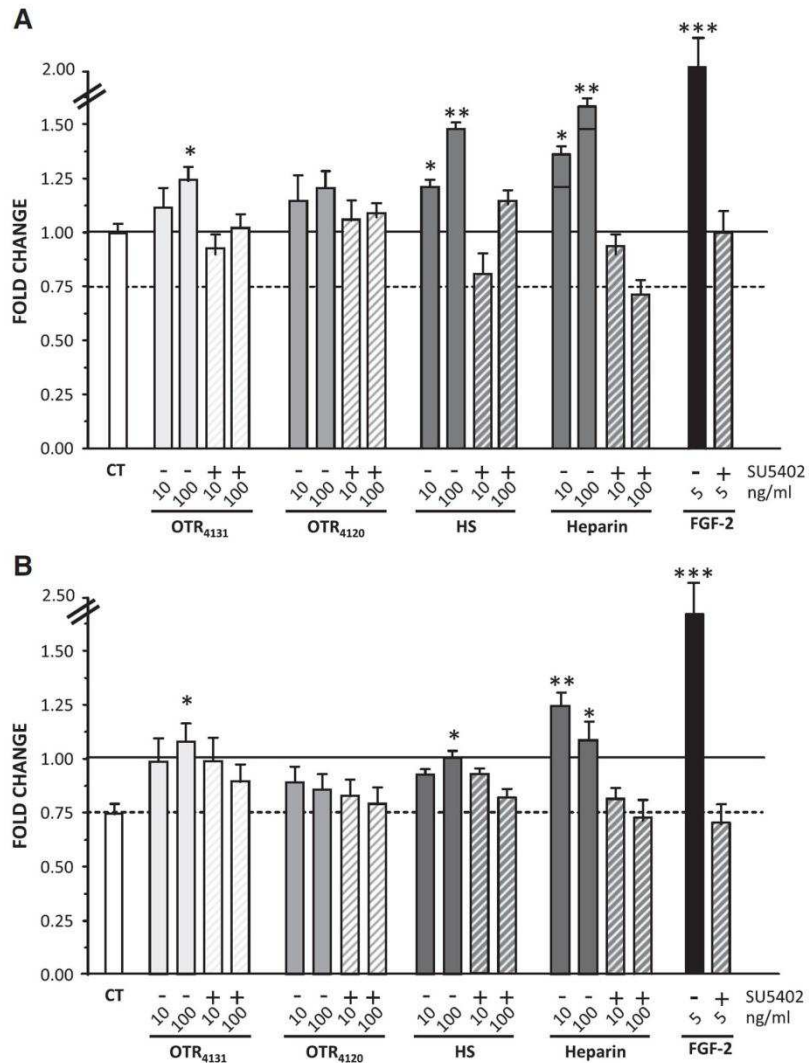 A
***
2.00
**
**
1.50
*
*
*
1.25
1.00
0.75
0.50
0.25
0.00
FOLD CHANGE
CT
- - + + - - + + - - + + - - + + - + SU5402
10 100 10 100 10 100 10 100 10 100 10 100 10 100 10 100 5 5 ng/ml
OTR4131 OTR4120 HS Heparin FGF-2
B
***
2.50
**
1.25
*
*
*
1.00
0.75
0.50
0.25
0.00
FOLD CHANGE
CT
- - + + - - + + - - + + - - + + - + SU5402
10 100 10 100 10 100 10 100 10 100 10 100 10 100 10 100 5 5 ng/ml
OTR4131 OTR4120 HS Heparin FGF-2